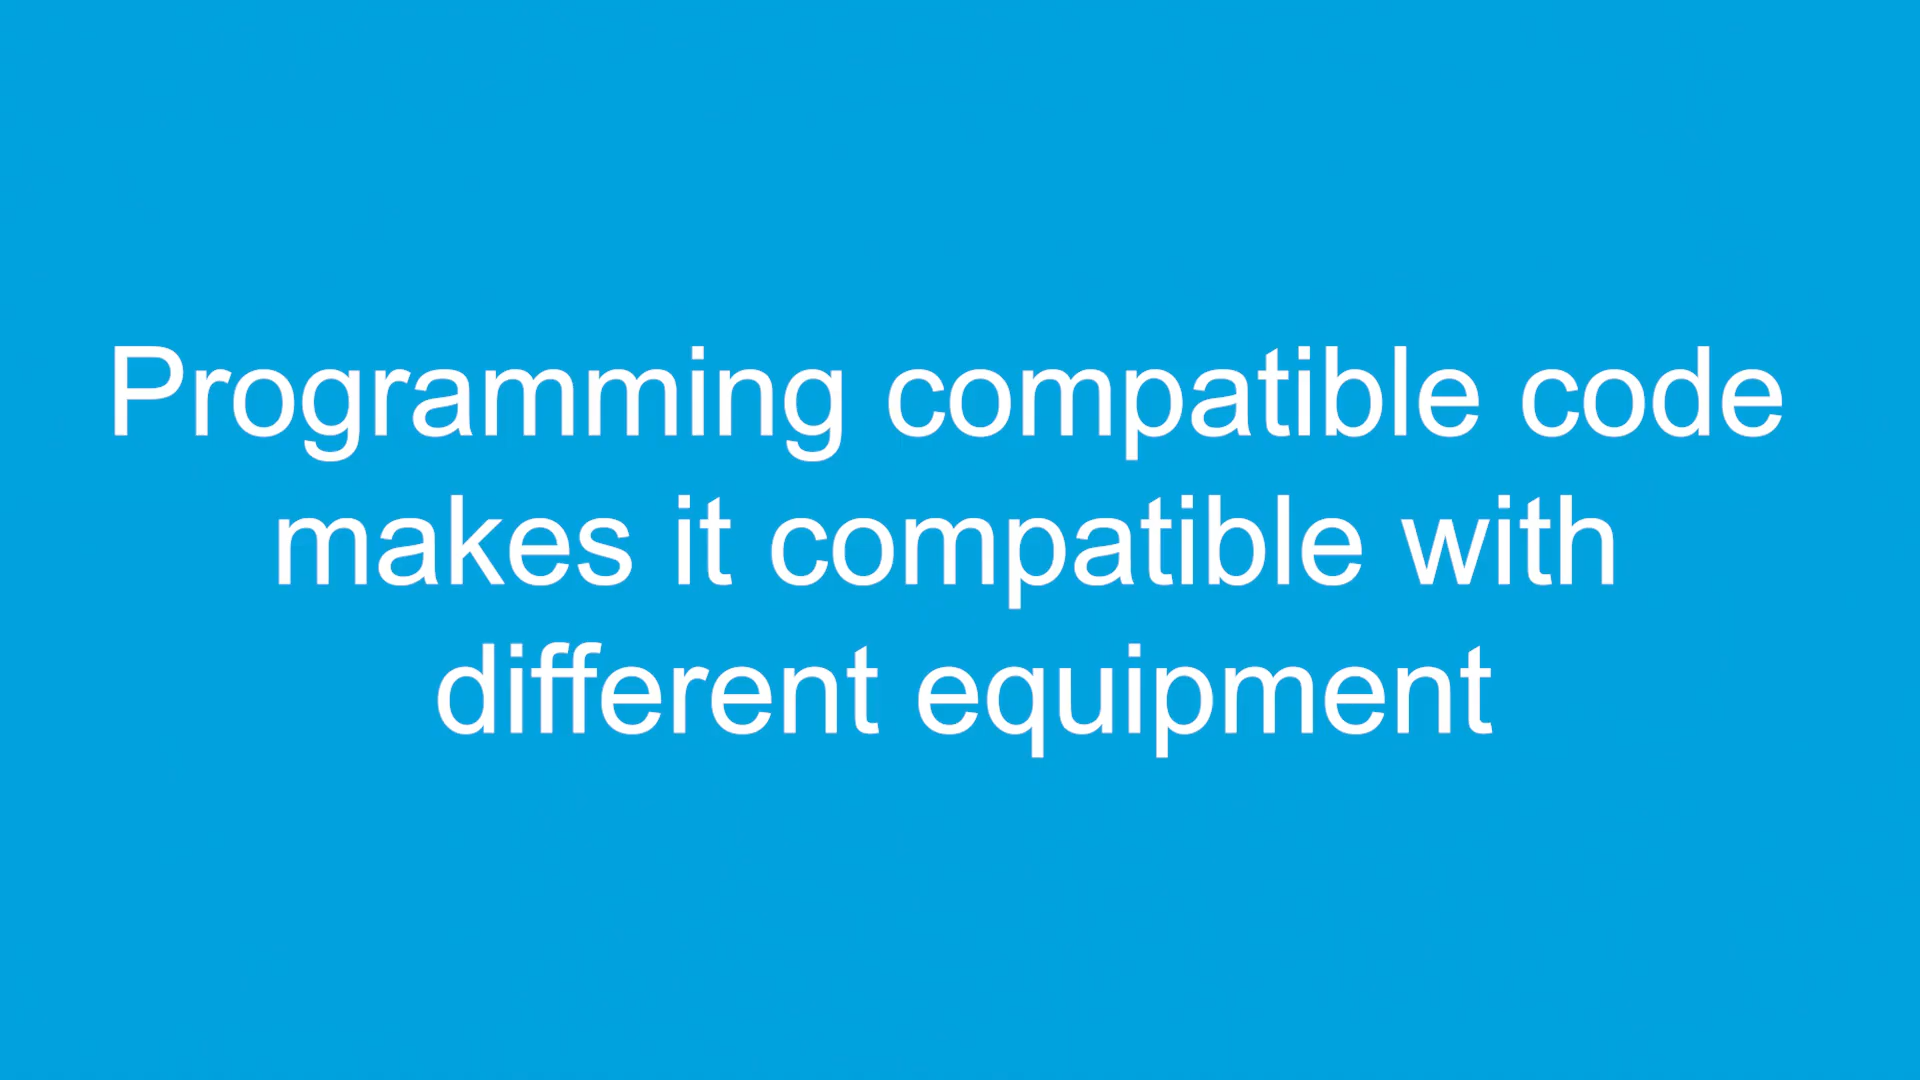 Programming compatible code
makes it compatible with
different equipment